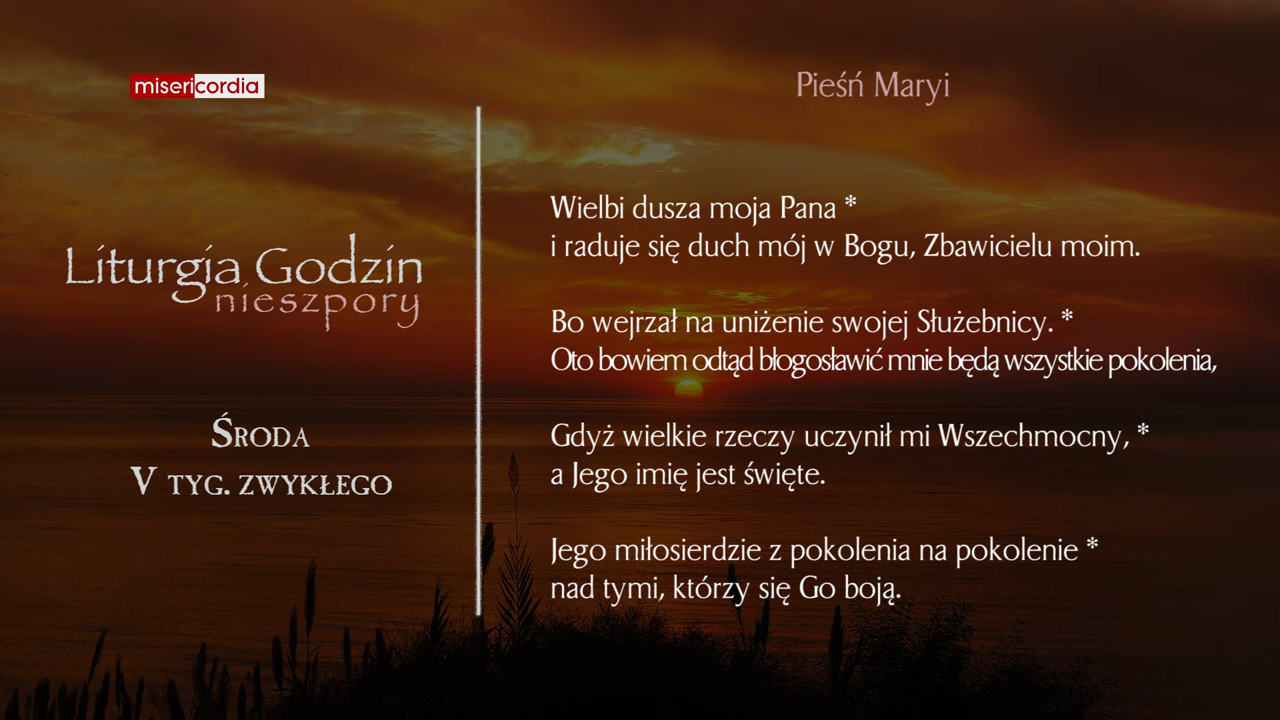 misericordia
Liturgia Godzin
nieszpory
Środa
V tyg. zwykłego
Pieśń Maryi
Wielbi dusza moja Pana *
i raduje się duch mój w Bogu, Zbawicielu moim.
Bo wejrzał na uniżenie swojej Służebnicy. *
Oto bowiem odtąd błogosławić mnie będą wszystkie pokolenia,
Gdyż wielkie rzeczy uczynił mi Wszechmocny, *
a Jego imię jest święte.
Jego miłosierdzie z pokolenia na pokolenie *
nad tymi, którzy się Go boją.